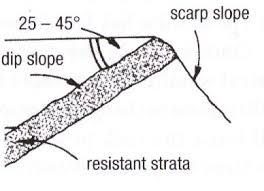 25 – 45°
scarp slope
dip slope
resistant strata